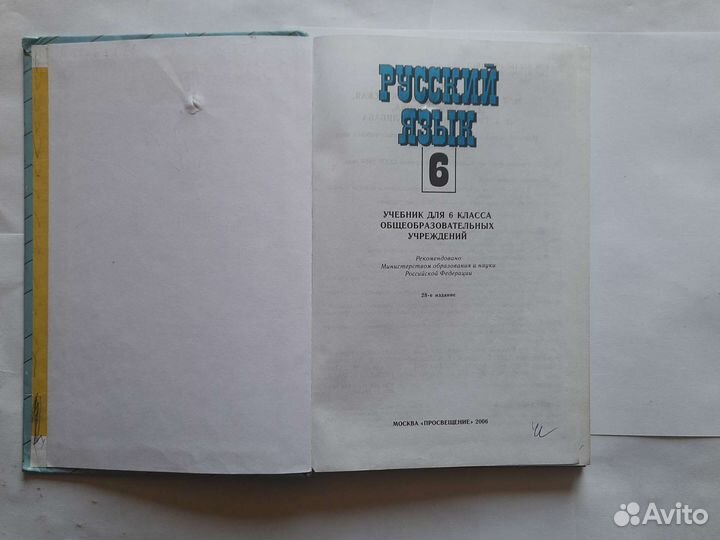 РУССКИЙ
ЯЗЫК
6
УЧЕБНИК ДЛЯ 6 КЛАССА
ОБЩЕОБРАЗОВАТЕЛЬНЫХ
УЧРЕЖДЕНИЙ
Рекомендовано
Министерством образования и науки
Российской Федерации
28-е издание
МОСКВА «ПРОСВЕЩЕНИЕ» 2006
Avito